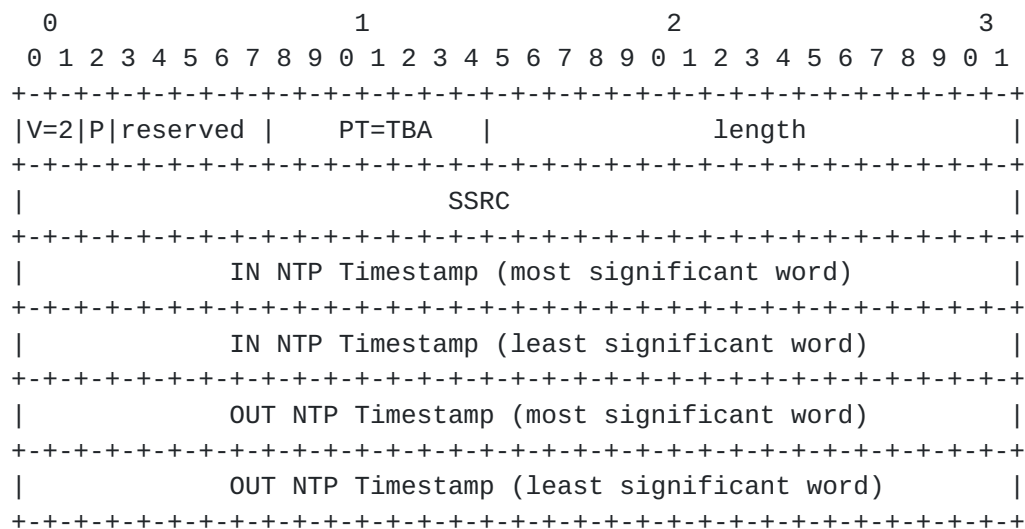 0                   1                   2                   3
 0 1 2 3 4 5 6 7 8 9 0 1 2 3 4 5 6 7 8 9 0 1 2 3 4 5 6 7 8 9 0 1
+-+-+-+-+-+-+-+-+-+-+-+-+-+-+-+-+-+-+-+-+-+-+-+-+-+-+-+-+-+-+-+-+
|V=2|P|reserved |    PT=TBA   |              length             |
+-+-+-+-+-+-+-+-+-+-+-+-+-+-+-+-+-+-+-+-+-+-+-+-+-+-+-+-+-+-+-+-+
|                           SSRC                                |
+-+-+-+-+-+-+-+-+-+-+-+-+-+-+-+-+-+-+-+-+-+-+-+-+-+-+-+-+-+-+-+-+
|             IN NTP Timestamp (most significant word)          |
+-+-+-+-+-+-+-+-+-+-+-+-+-+-+-+-+-+-+-+-+-+-+-+-+-+-+-+-+-+-+-+-+
|             IN NTP Timestamp (least significant word)         |
+-+-+-+-+-+-+-+-+-+-+-+-+-+-+-+-+-+-+-+-+-+-+-+-+-+-+-+-+-+-+-+-+
|             OUT NTP Timestamp (most significant word)         |
+-+-+-+-+-+-+-+-+-+-+-+-+-+-+-+-+-+-+-+-+-+-+-+-+-+-+-+-+-+-+-+-+
|             OUT NTP Timestamp (least significant word)        |
+-+-+-+-+-+-+-+-+-+-+-+-+-+-+-+-+-+-+-+-+-+-+-+-+-+-+-+-+-+-+-+-+